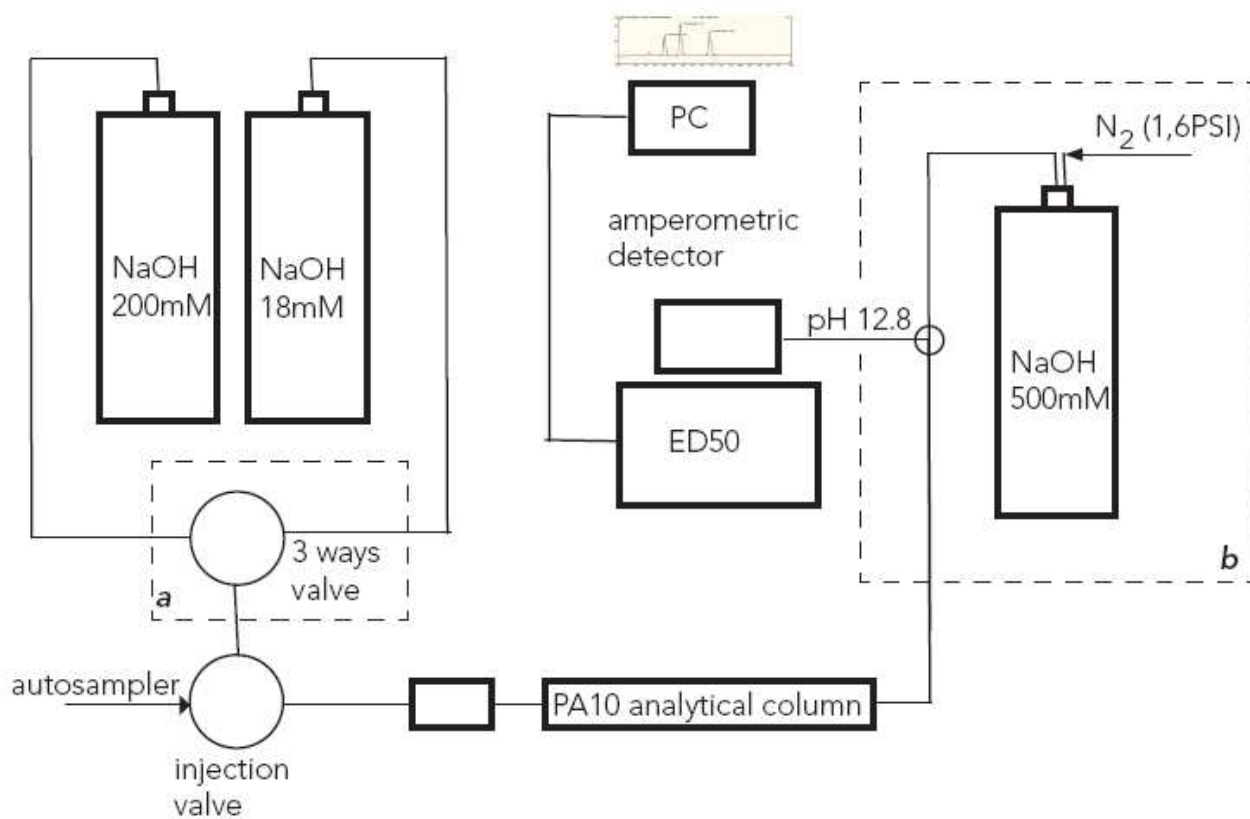 NaOH
200mM
NaOH
18mM
PC
N2 (1,6PSI)
amperometric
detector
pH 12.8
NaOH
500mM
ED50
3 ways
valve
a
b
autosampler
PA10 analytical column
injection
valve